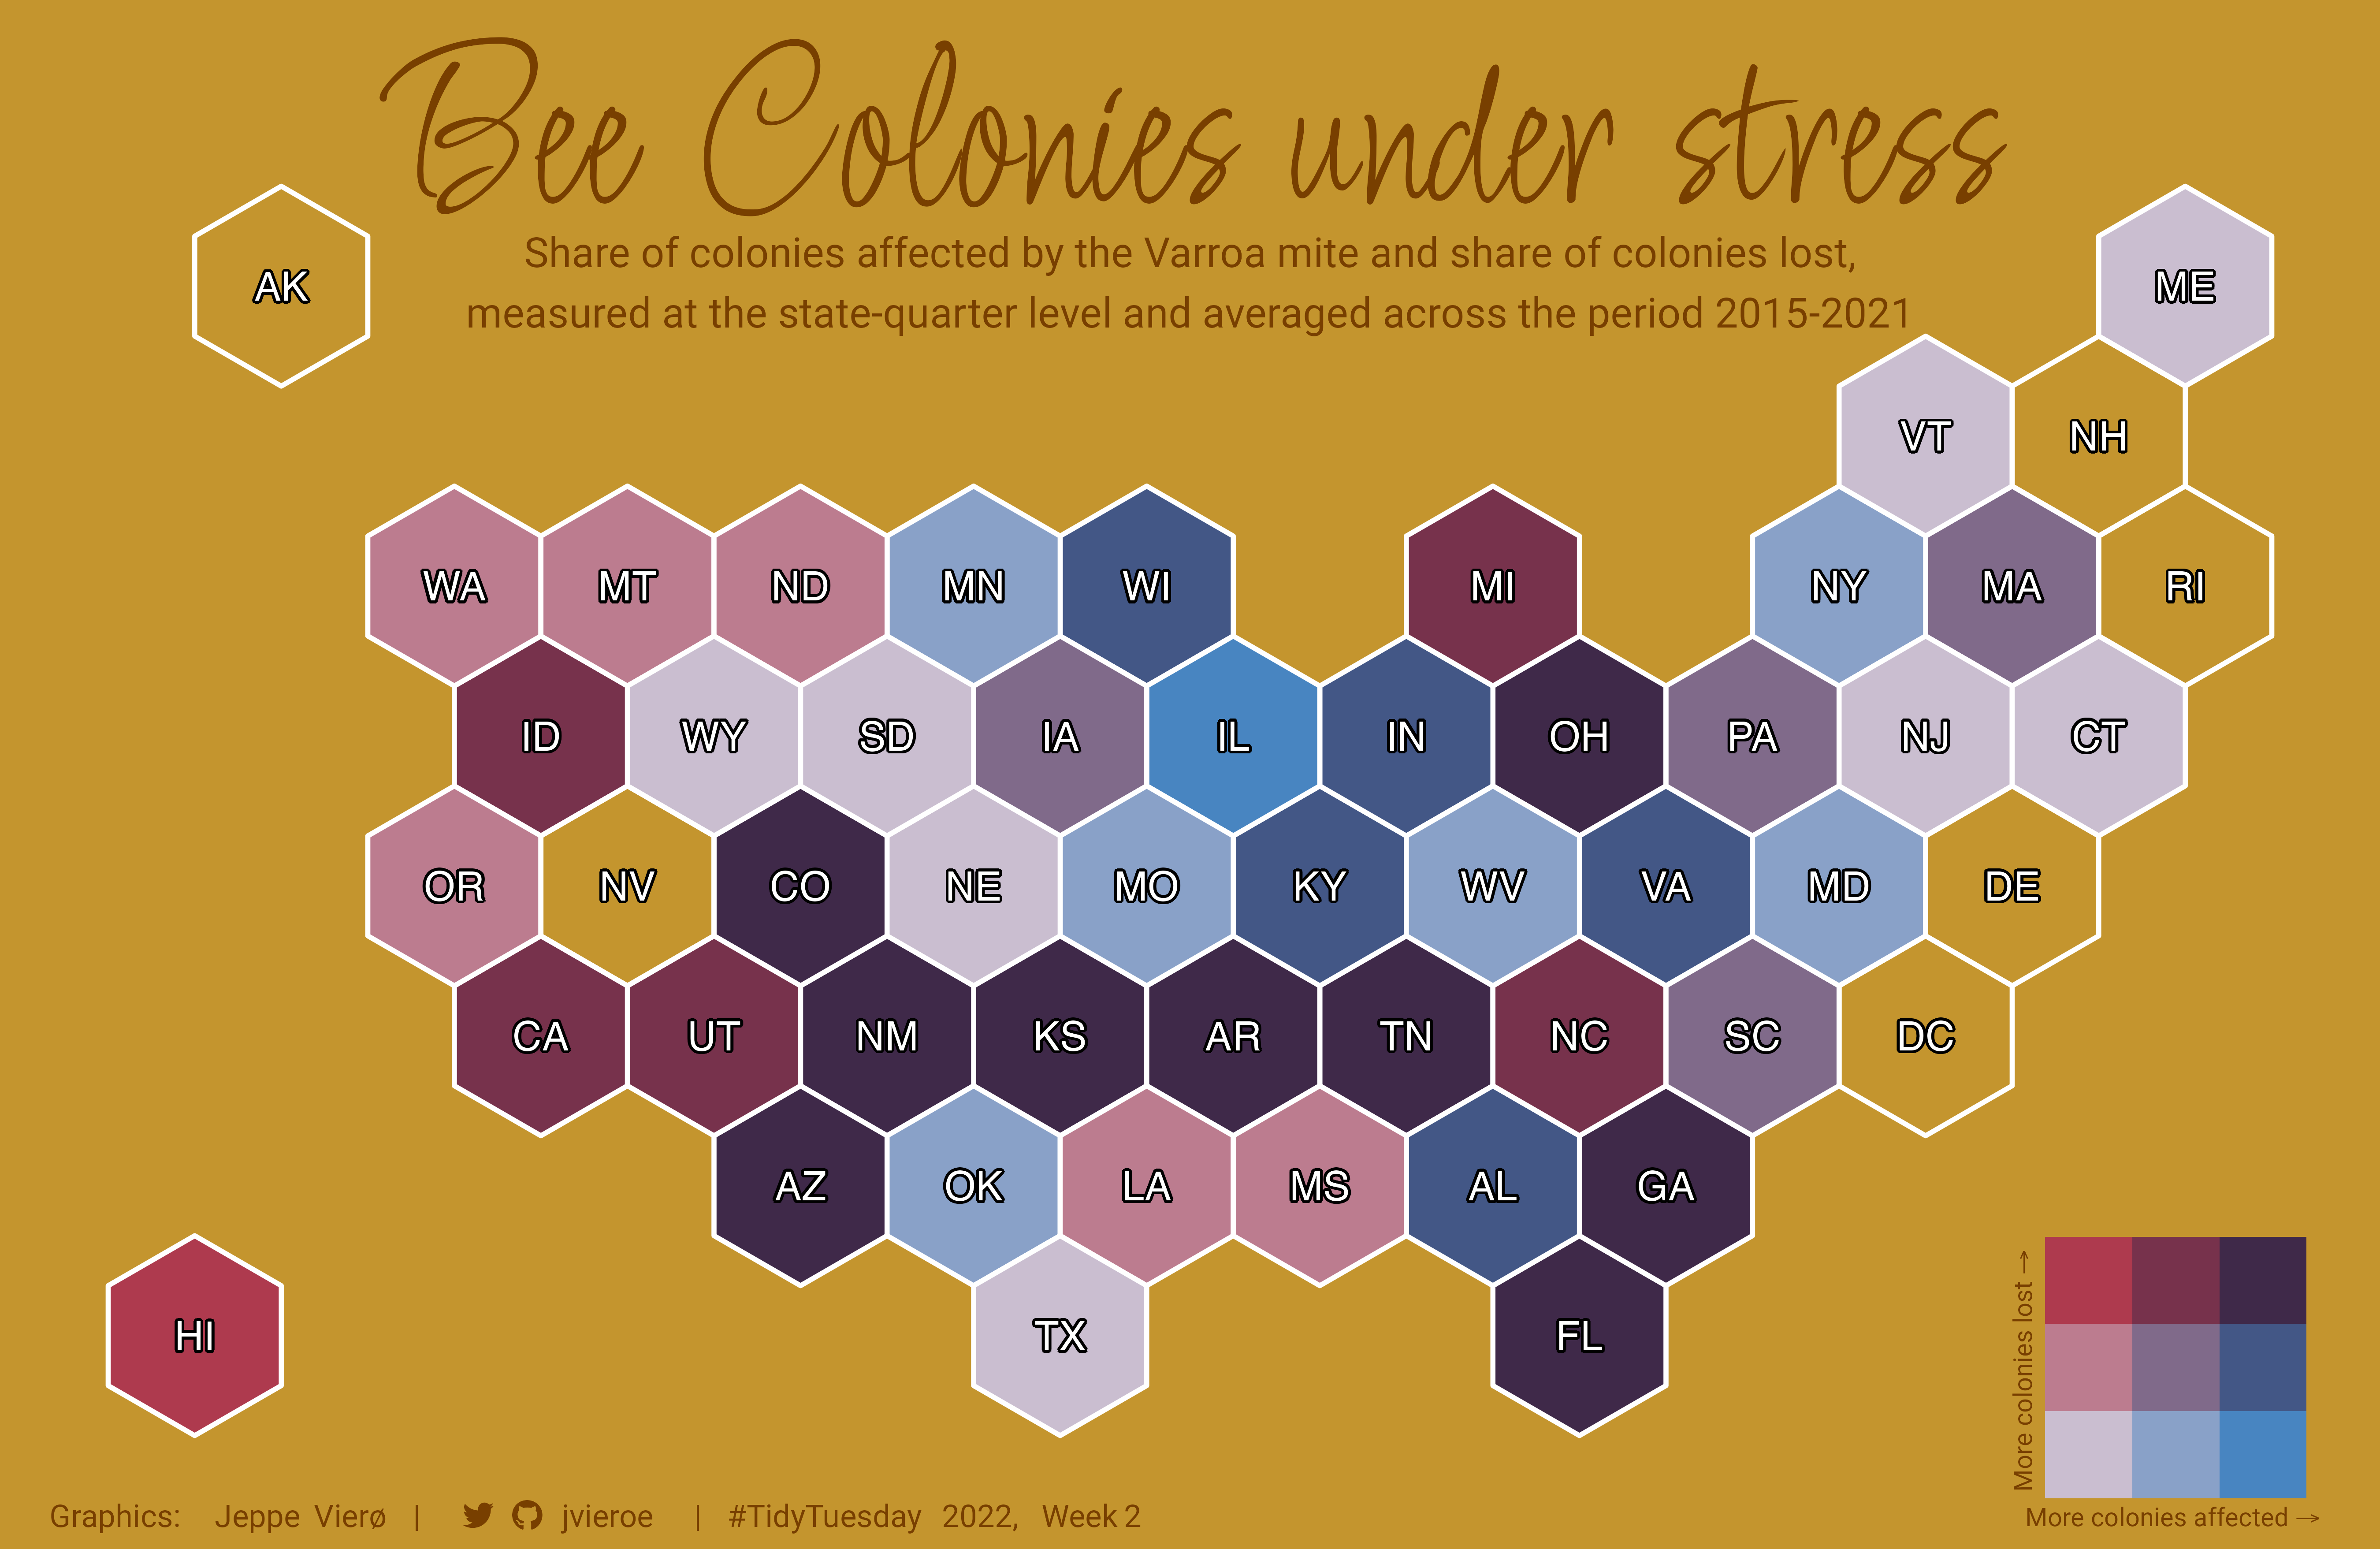 Bee Colonies under stress
Share of colonies affected by the Varroa mite and share of colonies lost,
measured at the state-quarter level and averaged across the period 2015-2021
AK
ME
VT
NH
WA
MT
ND
MN
WI
MI
NY
MA
RI
ID
WY
SD
IA
IL
IN
OH
PA
NJ
CT
OR
NV
CO
NE
MO
KY
WV
VA
MD
DE
CA
UT
NM
KS
AR
TN
NC
SC
DC
AZ
OK
LA
MS
AL
GA
HI
TX
FL
More colonies lost →
More colonies affected →
Graphics: Jeppe Vierø | jvieroe | #TidyTuesday 2022, Week 2